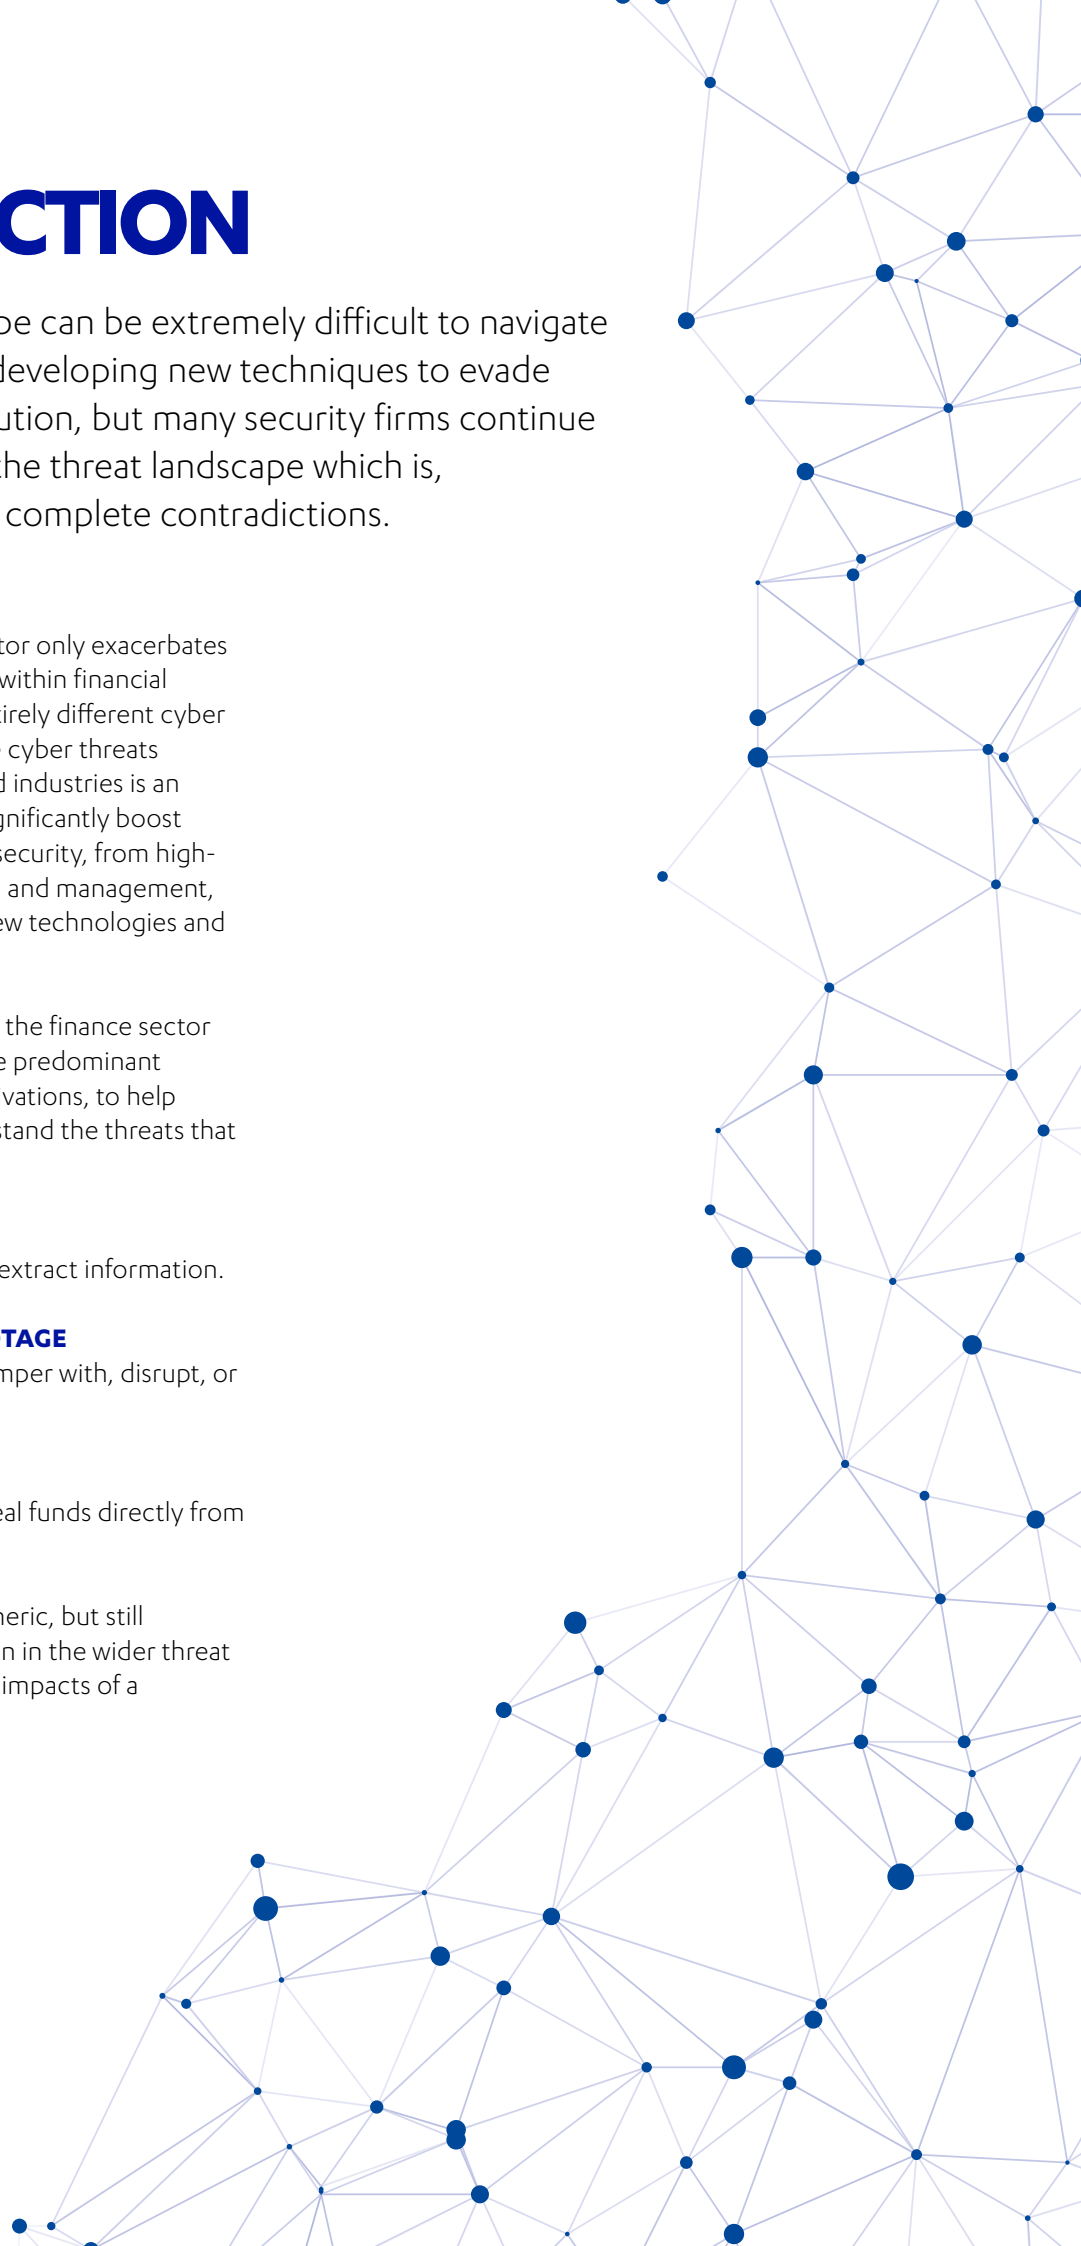 CTION
pe can be extremely difficult to navigate
developing new techniques to evade
ution, but many security firms continue
the threat landscape which is,
complete contradictions.
tor only exacerbates
within financial
tirely different cyber
e cyber threats
d industries is an
gnificantly boost
security, from high-
and management,
ew technologies and
the finance sector
e predominant
ivations, to help
stand the threats that
extract information.
OTAGE
mper with, disrupt, or
eal funds directly from
neric, but still
n in the wider threat
impacts of a